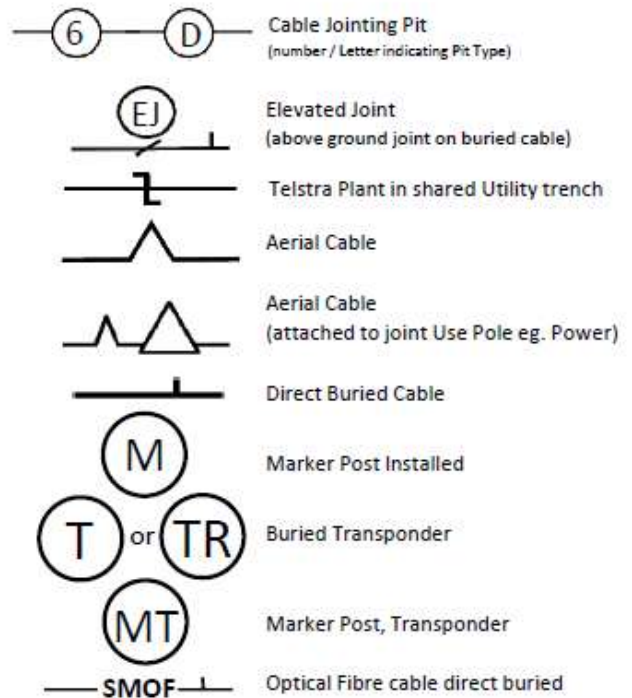 6 D Cable Jointing Pit
(number / Letter indicating Pit Type)
EJ Elevated Joint
(above ground joint on buried cable)
Telstra Plant in shared Utility trench
Aerial Cable
Aerial Cable
(attached to joint Use Pole eg. Power)
Direct Buried Cable
M Marker Post Installed
T or TR Buried Transponder
MT Marker Post, Transponder
SMOF Optical Fibre cable direct buried